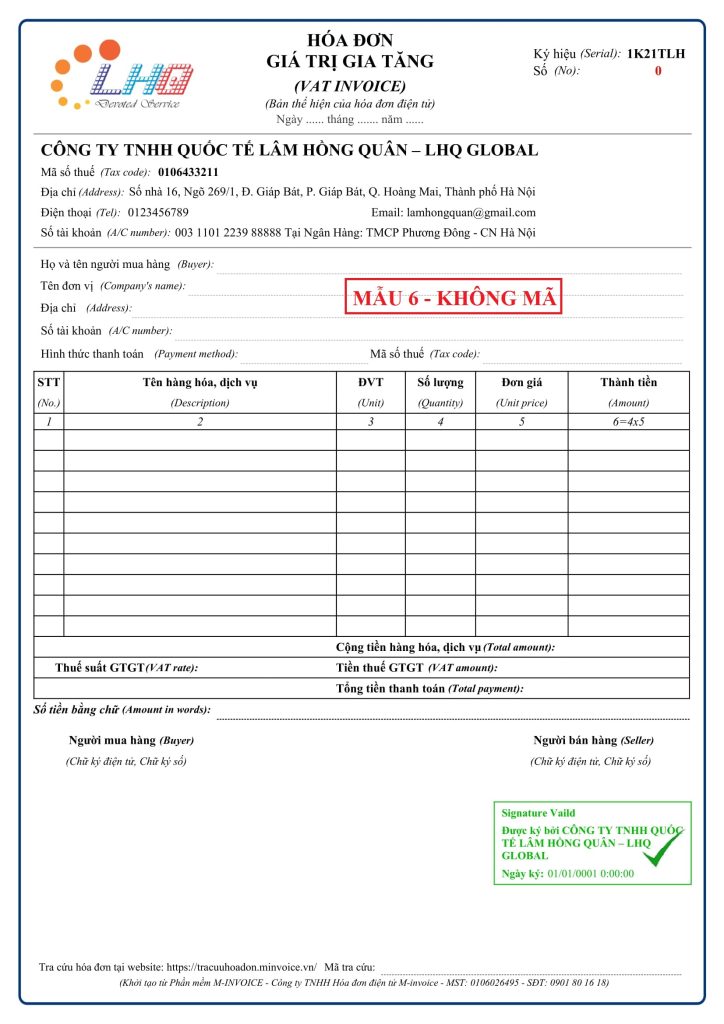 LHQ
Devoted Service
HÓA ĐƠN
GIÁ TRỊ GIA TĂNG
(VAT INVOICE)
(Bản thể hiện của hóa đơn điện tử)
Ngày ...... tháng ....... năm ......
Ký hiệu (Serial): 1K21TLH
Số (No): 0
CÔNG TY TNHH QUỐC TẾ LÂM HỒNG QUÂN – LHQ GLOBAL
Mã số thuế (Tax code): 0106433211
Địa chỉ (Address): Số nhà 16, Ngõ 269/1, Đ. Giáp Bát, P. Giáp Bát, Q. Hoàng Mai, Thành phố Hà Nội
Điện thoại (Tel): 0123456789 Email: lamhongquan@gmail.com
Số tài khoản (A/C number): 003 1101 2239 88888 Tại Ngân Hàng: TMCP Phương Đông - CN Hà Nội
Họ và tên người mua hàng (Buyer):
Tên đơn vị (Company's name):
MẪU 6 - KHÔNG MÃ
Địa chỉ (Address):
Số tài khoản (A/C number):
Hình thức thanh toán (Payment method): Mã số thuế (Tax code):
STT Tên hàng hóa, dịch vụ ĐVT Số lượng Đơn giá Thành tiền
(No.) (Description) (Unit) (Quantity) (Unit price) (Amount)
1 2 3 4 5 6=4x5
Cộng tiền hàng hóa, dịch vụ (Total amount):
Thuế suất GTGT (VAT rate): Tiền thuế GTGT (VAT amount):
Tổng tiền thanh toán (Total payment):
Số tiền bằng chữ (Amount in words):
Người mua hàng (Buyer) Người bán hàng (Seller)
(Chữ ký điện tử, Chữ ký số) (Chữ ký điện tử, Chữ ký số)
Signature Vaild
Được ký bởi CÔNG TY TNHH QUỐC
TẾ LÂM HỒNG QUÂN – LHQ
GLOBAL
Ngày ký: 01/01/0001 0:00:00
Tra cứu hóa đơn tại website: https://tracuuhoadon.minvoice.vn/ Mã tra cứu:
(Khởi tạo từ Phần mềm M-INVOICE - Công ty TNHH Hóa đơn điện tử M-invoice - MST: 0106026495 - SĐT: 0901 80 16 18)